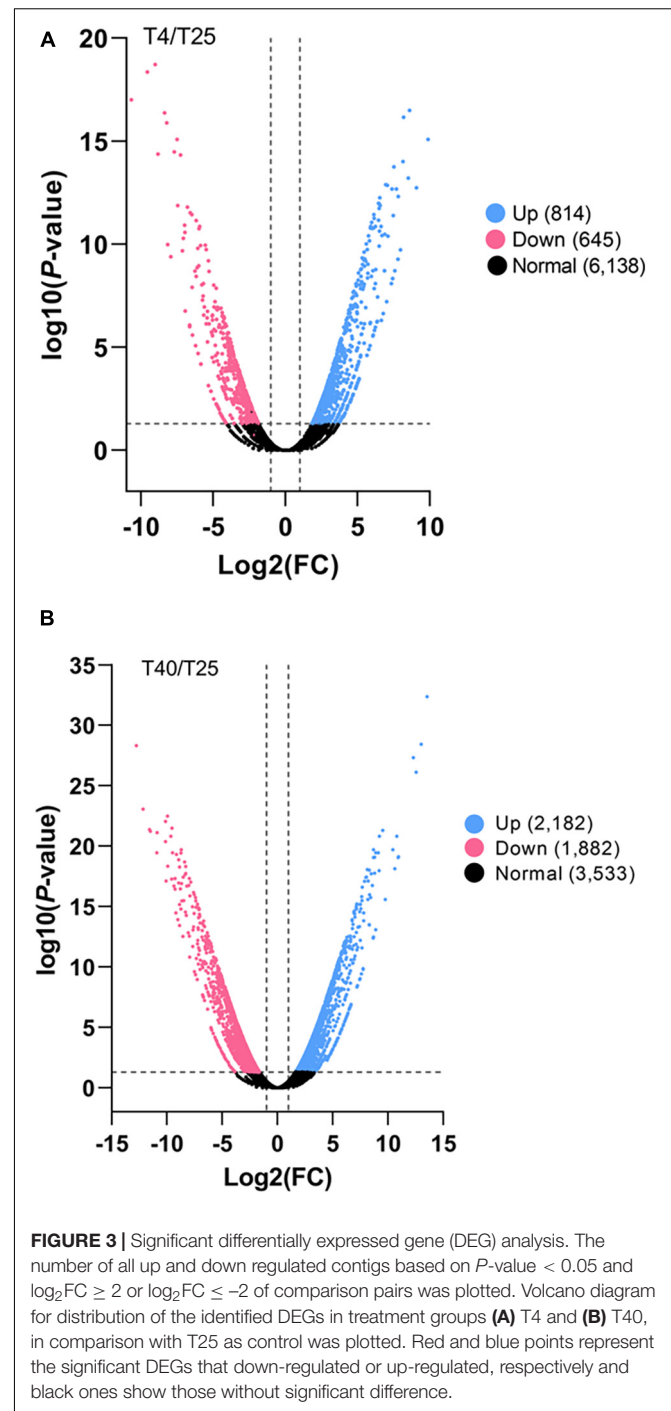 A
T4/T25
log10(P-value)
20
15
10
5
0
-10 -5 0 5 10
Log2(FC)
Up (814)
Down (645)
Normal (6,138)
B
T40/T25
log10(P-value)
35
30
25
20
15
10
5
0
-15 -10 -5 0 5 10 15
Log2(FC)
Up (2,182)
Down (1,882)
Normal (3,533)
FIGURE 3 | Significant differentially expressed gene (DEG) analysis. The
number of all up and down regulated contigs based on P-value < 0.05 and
log₂FC ≥ 2 or log₂FC ≤ –2 of comparison pairs was plotted. Volcano diagram
for distribution of the identified DEGs in treatment groups (A) T4 and (B) T40,
in comparison with T25 as control was plotted. Red and blue points represent
the significant DEGs that down-regulated or up-regulated, respectively and
black ones show those without significant difference.